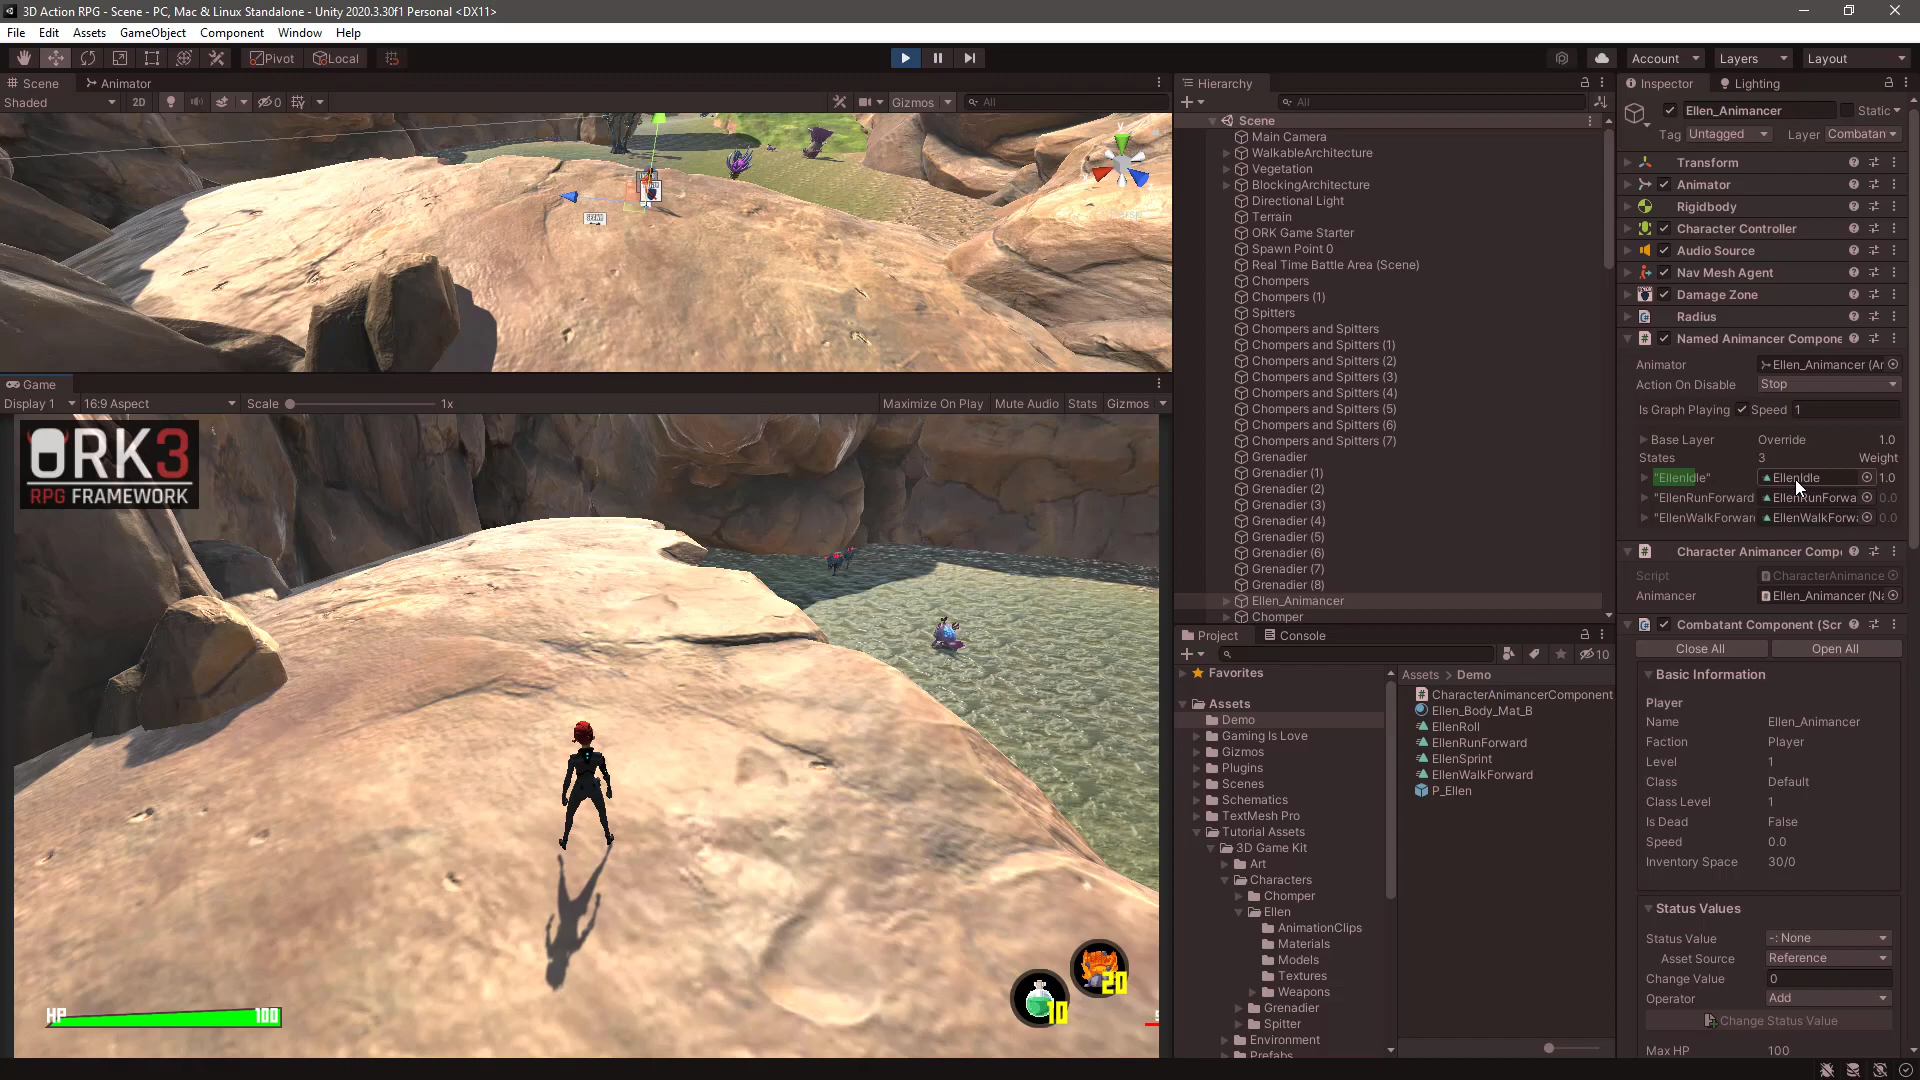 3D Action RPG - Scene - PC, Mac & Linux Standalone - Unity 2020.3.30f1 Personal <DX11>
File Edit Assets GameObject Component Window Help
Pivot Local
Account Layers Layout
Scene Animator
Shaded 2D 0 Gizmos All
Game
Display 1 16:9 Aspect Scale 1x Maximize On Play Mute Audio Stats Gizmos
ORK3
RPG FRAMEWORK
HP 100
10
20
Hierarchy
All
Scene
Main Camera
WalkableArchitecture
Vegetation
BlockingArchitecture
Directional Light
Terrain
ORK Game Starter
Spawn Point 0
Real Time Battle Area (Scene)
Chompers
Chompers (1)
Spitters
Chompers and Spitters
Chompers and Spitters (1)
Chompers and Spitters (2)
Chompers and Spitters (3)
Chompers and Spitters (4)
Chompers and Spitters (5)
Chompers and Spitters (6)
Chompers and Spitters (7)
Grenadier
Grenadier (1)
Grenadier (2)
Grenadier (3)
Grenadier (4)
Grenadier (5)
Grenadier (6)
Grenadier (7)
Grenadier (8)
Ellen_Animancer
Chomper
Project Console
10
Favorites
Assets
Demo
Gaming Is Love
Gizmos
Plugins
Scenes
Schematics
TextMesh Pro
Tutorial Assets
3D Game Kit
Art
Characters
Chomper
Ellen
AnimationClips
Materials
Models
Textures
Weapons
Grenadier
Spitter
Environment
Prefabs
Assets > Demo
CharacterAnimancerComponent
Ellen_Body_Mat_B
EllenRoll
EllenRunForward
EllenSprint
EllenWalkForward
P_Ellen
Inspector Lighting
Ellen_Animancer Static
Tag Untagged Layer Combatan
Transform
Animator
Rigidbody
Character Controller
Audio Source
Nav Mesh Agent
Damage Zone
Radius
Named Animancer Compone
Animator Ellen_Animancer (Ar
Action On Disable Stop
Is Graph Playing Speed 1
Base Layer Override 1.0
States 3 Weight
"EllenIdle" EllenIdle 1.0
"EllenRunForward EllenRunForwa 0.0
"EllenWalkForwar EllenWalkForw 0.0
Character Animancer Compo
Script CharacterAnimance
Animancer Ellen_Animancer (Na
Combatant Component (Scr
Close All Open All
Basic Information
Player
Name Ellen_Animancer
Faction Player
Level 1
Class Default
Class Level 1
Is Dead False
Speed 0.0
Inventory Space 30/0
Status Values
Status Value -: None
Asset Source Reference
Change Value 0
Operator Add
Change Status Value
Max HP 100